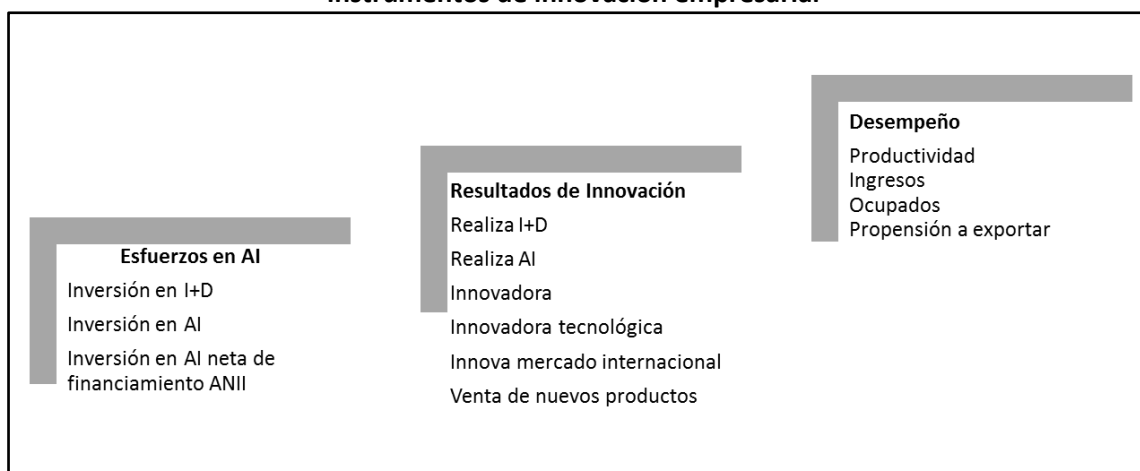 instrumentos de innovación empresarial
Esfuerzos en AI
Inversión en I+D
Inversión en AI
Inversión en AI neta de
financiamiento ANII
Resultados de Innovación
Realiza I+D
Realiza AI
Innovadora
Innovadora tecnológica
Innova mercado internacional
Venta de nuevos productos
Desempeño
Productividad
Ingresos
Ocupados
Propensión a exportar